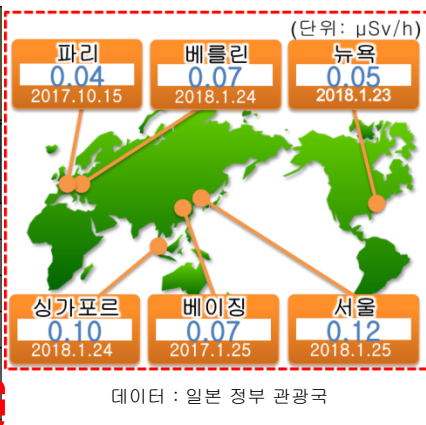 (단위: μSv/h)
파리
0.04
2017.10.15
베를린
0.07
2018.1.24
뉴욕
0.05
2018.1.23
싱가포르
0.10
2018.1.24
베이징
0.07
2017.1.25
서울
0.12
2018.1.25
데이터 : 일본 정부 관광국